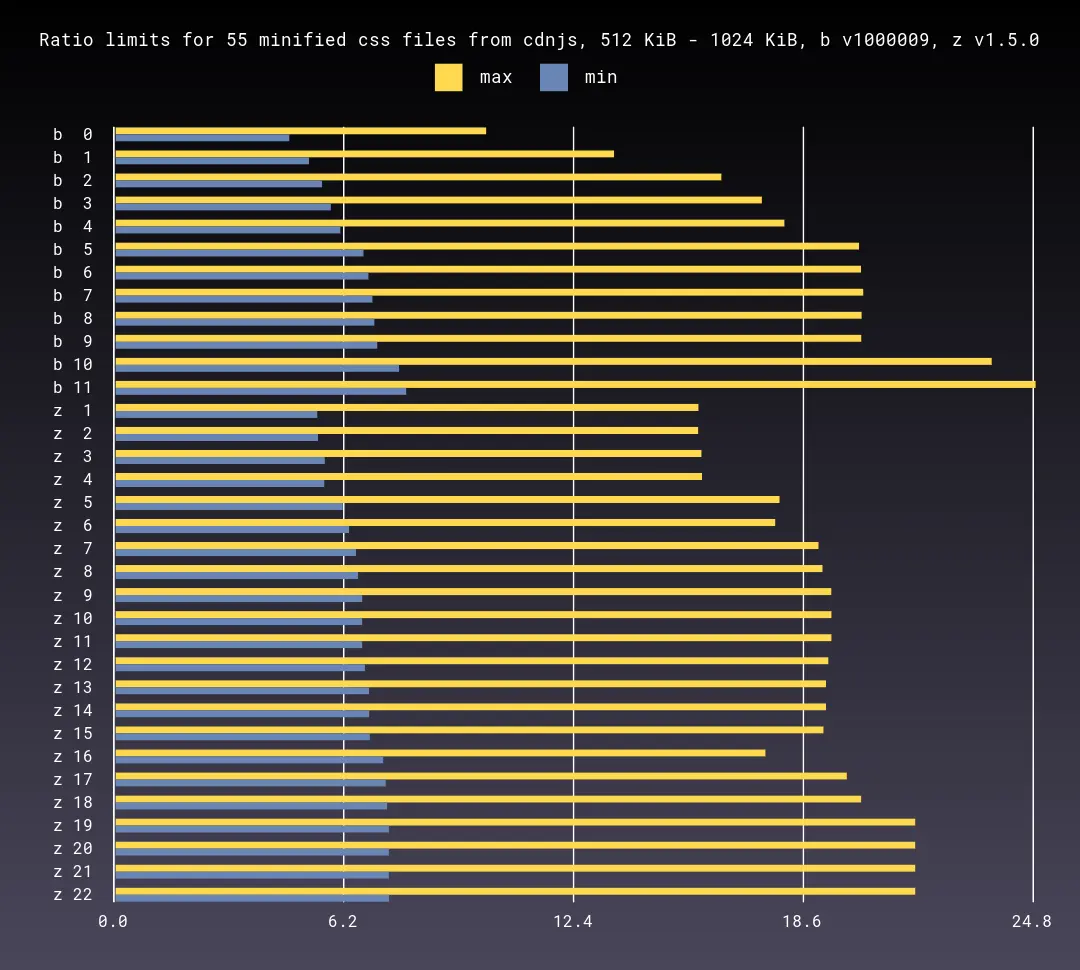 Ratio limits for 55 minified css files from cdnjs, 512 KiB - 1024 KiB, b v1000009, z v1.5.0
max min
b 0
b 1
b 2
b 3
b 4
b 5
b 6
b 7
b 8
b 9
b 10
b 11
z 1
z 2
z 3
z 4
z 5
z 6
z 7
z 8
z 9
z 10
z 11
z 12
z 13
z 14
z 15
z 16
z 17
z 18
z 19
z 20
z 21
z 22
0.0 6.2 12.4 18.6 24.8